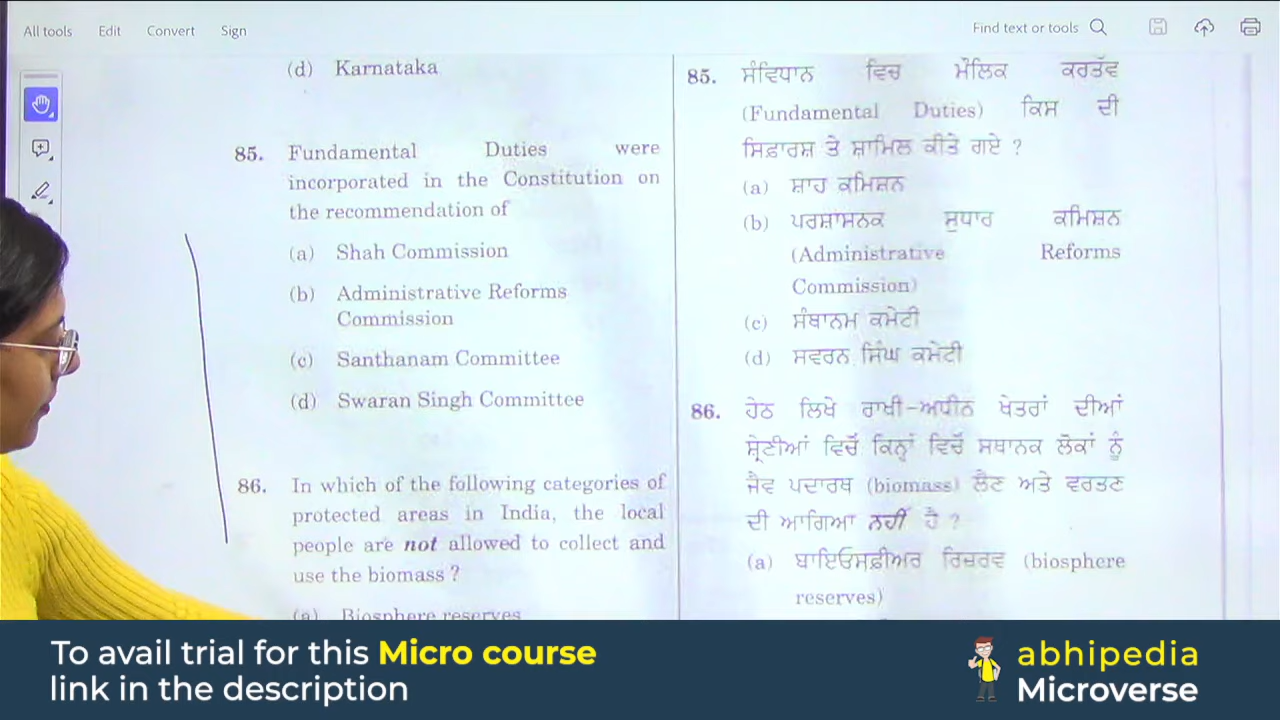 All tools Edit Convert Sign Find text or tools
(d) Karnataka
85. Fundamental Duties were
incorporated in the Constitution on
the recommendation of
(a) Shah Commission
(b) Administrative Reforms
Commission
(c) Santhanam Committee
(d) Swaran Singh Committee
86. In which of the following categories of
protected areas in India, the local
people are not allowed to collect and
use the biomass ?
(a) Biosphere reserves
85. ਸੰਵਿਧਾਨ ਵਿਚ ਮੌਲਿਕ ਕਰਤੱਵ
(Fundamental Duties) ਕਿਸ ਦੀ
ਸਿਫ਼ਾਰਸ਼ ਤੇ ਸ਼ਾਮਿਲ ਕੀਤੇ ਗਏ ?
(a) ਸ਼ਾਹ ਕਮਿਸ਼ਨ
(b) ਪਰਸ਼ਾਸਨਕ ਸੁਧਾਰ ਕਮਿਸ਼ਨ
(Administrative Reforms
Commission)
(c) ਸੰਥਾਨਮ ਕਮੇਟੀ
(d) ਸਵਰਨ ਸਿੰਘ ਕਮੇਟੀ
86. ਹੇਠ ਲਿਖੇ ਰਾਖੀ-ਅਧੀਨ ਖੇਤਰਾਂ ਦੀਆਂ
ਸ਼੍ਰੇਣੀਆਂ ਵਿਚੋਂ ਕਿਨ੍ਹਾਂ ਵਿਚੋਂ ਸਥਾਨਕ ਲੋਕਾਂ ਨੂੰ
ਜੈਵ ਪਦਾਰਥ (biomass) ਲੈਣ ਅਤੇ ਵਰਤਣ
ਦੀ ਆਗਿਆ ਨਹੀਂ ਹੈ ?
(a) ਬਾਇਓਸਫ਼ੀਅਰ ਰਿਜ਼ਰਵ (biosphere
reserves)
To avail trial for this Micro course
link in the description
abhipedia
Microverse